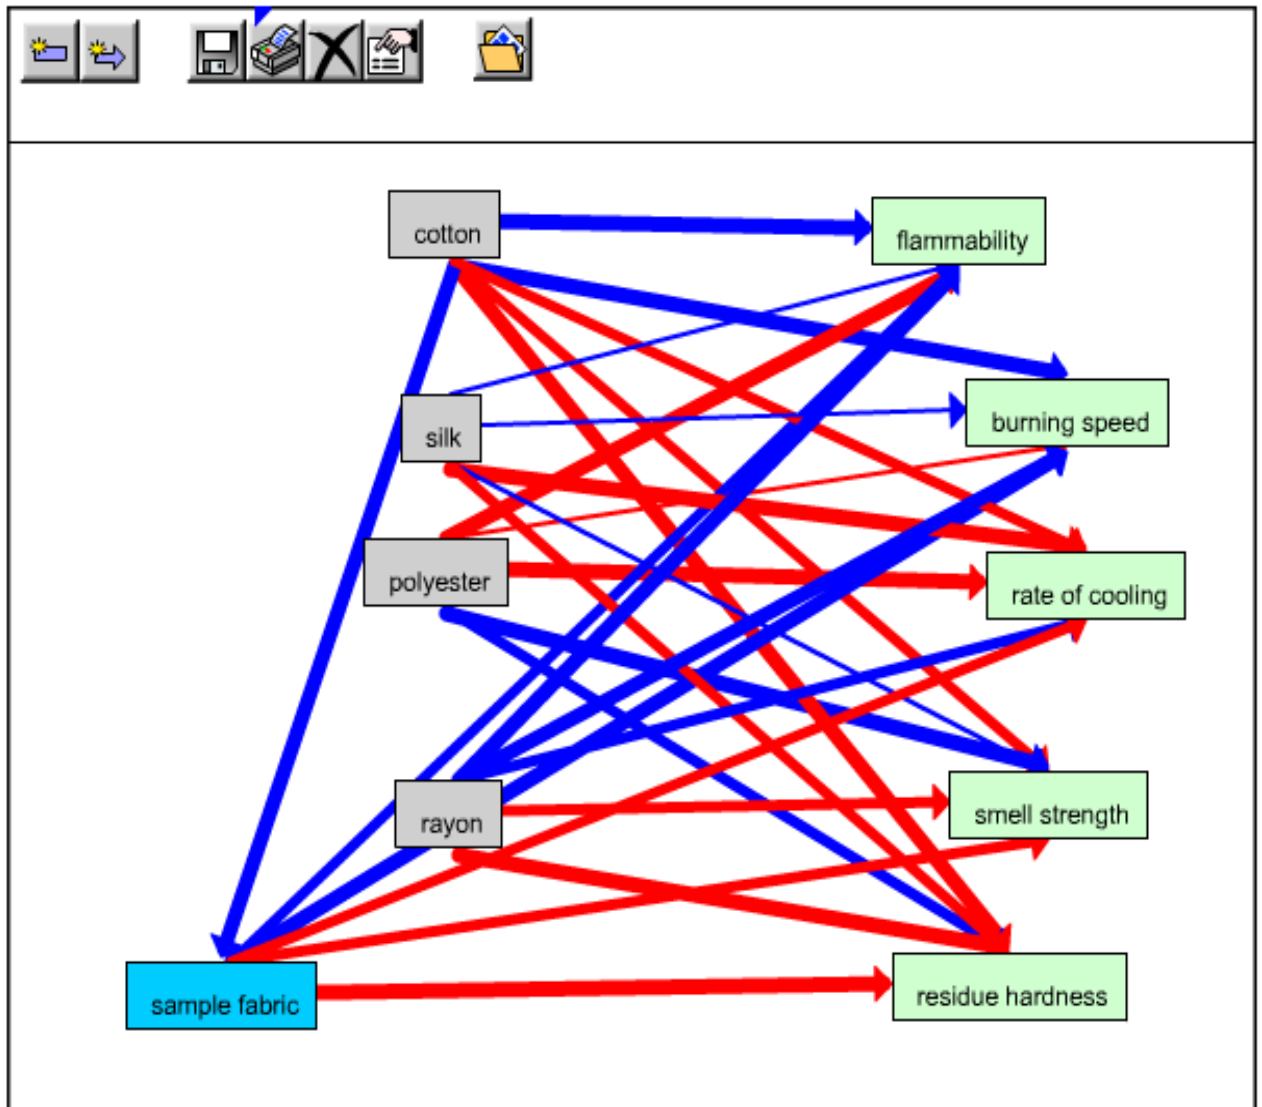 cotton
flammability
silk
burning speed
polyester
rate of cooling
rayon
smell strength
sample fabric
residue hardness